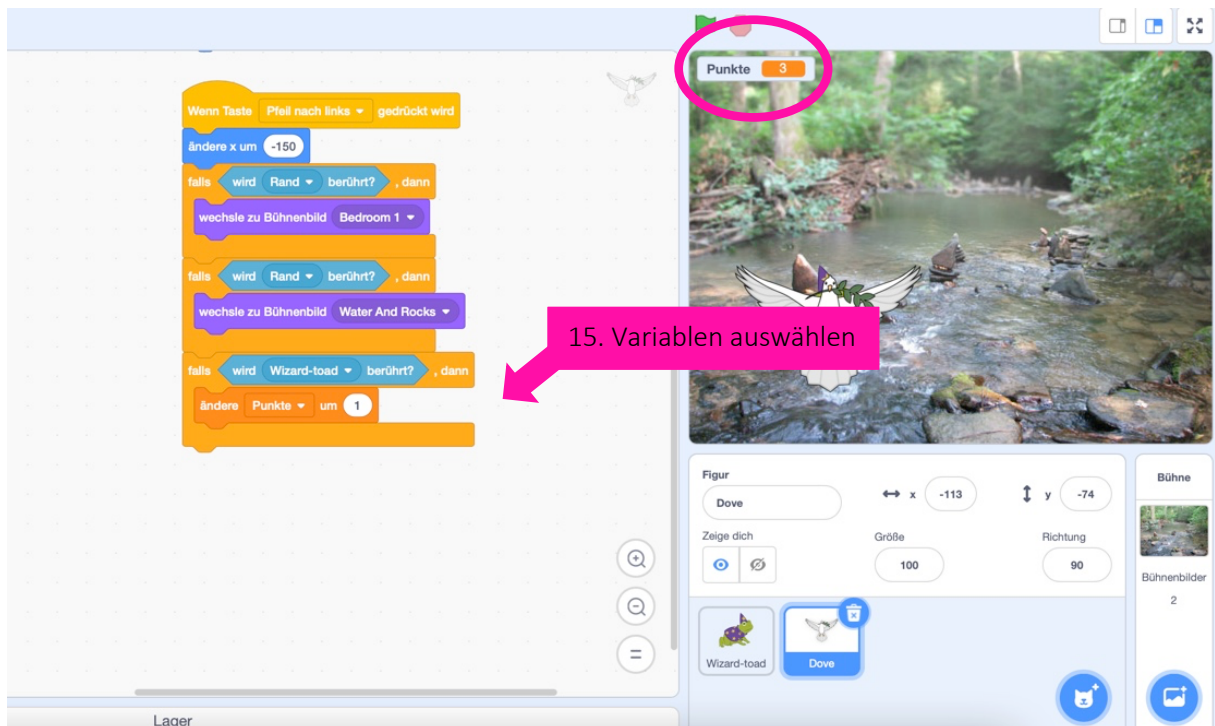 Wenn Taste Pfeil nach links gedrückt wird
ändere x um -150
falls wird Rand berührt? , dann
wechsle zu Bühnenbild Bedroom 1
falls wird Rand berührt? , dann
wechsle zu Bühnenbild Water And Rocks
falls wird Wizard-toad berührt? , dann
ändere Punkte um 1
Lager
15. Variablen auswählen
Punkte 3
Figur
Dove
x -113
y -74
Zeige dich
Größe
100
Richtung
90
Wizard-toad
Dove
Bühne
Bühnenbilder
2